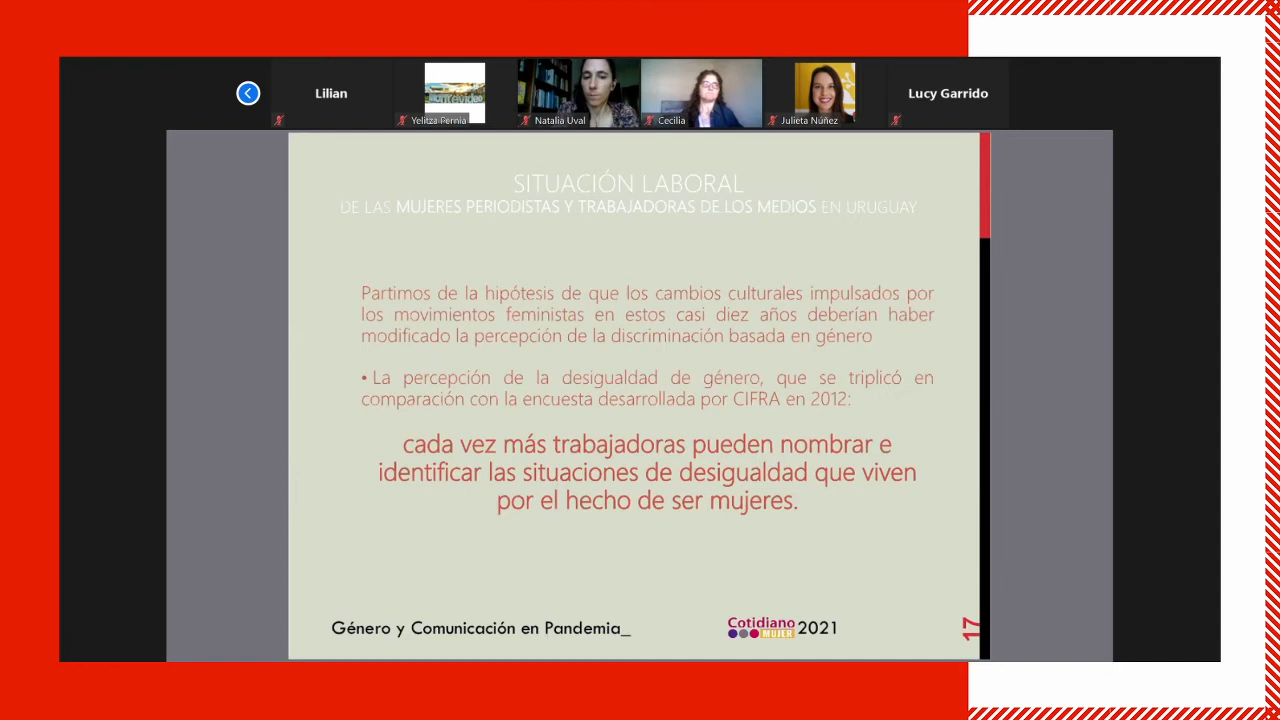 Lilian
Yelitza Pernia
Natalia Uval
Cecilia
Julieta Núñez
Lucy Garrido
SITUACIÓN LABORAL
DE LAS MUJERES PERIODISTAS Y TRABAJADORAS DE LOS MEDIOS EN URUGUAY
Partimos de la hipótesis de que los cambios culturales impulsados por
los movimientos feministas en estos casi diez años deberían haber
modificado la percepción de la discriminación basada en género
• La percepción de la desigualdad de género, que se triplicó en
comparación con la encuesta desarrollada por CIFRA en 2012:
cada vez más trabajadoras pueden nombrar e
identificar las situaciones de desigualdad que viven
por el hecho de ser mujeres.
Género y Comunicación en Pandemia_
Cotidiano
MUJER
2021
17